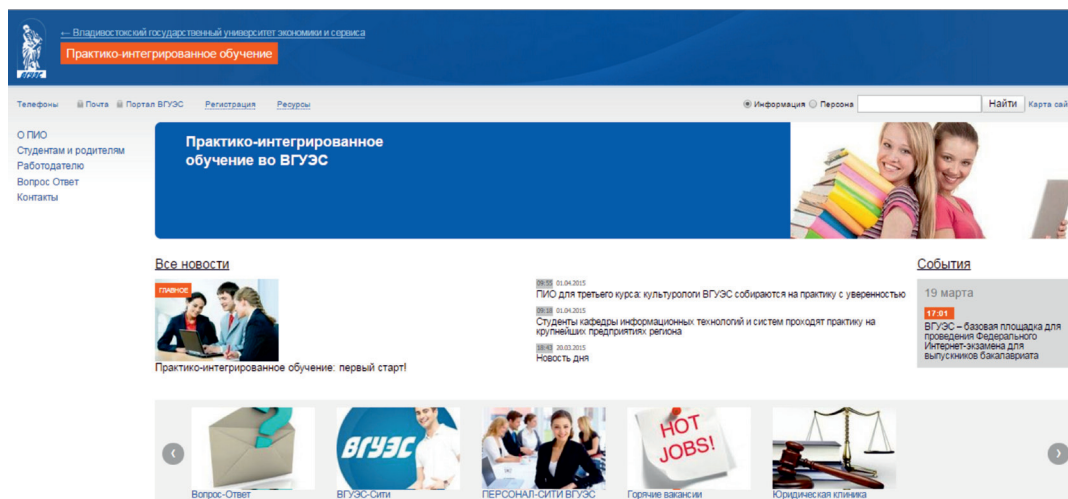 ← Владивостокский государственный университет экономики и сервиса
Практико-интегрированное обучение
ВГУЭС
Телефоны Почта Портал ВГУЭС Регистрация Ресурсы
Информация Персона Найти Карта сай
О ПИО
Студентам и родителям
Работодателю
Вопрос Ответ
Контакты
Практико-интегрированное
обучение во ВГУЭС
Все новости
ГЛАВНОЕ
Практико-интегрированное обучение: первый старт!
09:55 01.04.2015
ПИО для третьего курса: культурологи ВГУЭС собираются на практику с уверенностью
09:18 01.04.2015
Студенты кафедры информационных технологий и систем проходят практику на
крупнейших предприятиях региона
18:43 20.03.2015
Новость дня
События
19 марта
17:01
ВГУЭС – базовая площадка для
проведения Федерального
Интернет-экзамена для
выпускников бакалавриата
ВГУЭС
HOT
JOBS!
Вопрос-Ответ
ВГУЭС-Сити
ПЕРСОНАЛ-СИТИ ВГУЭС
Горячие вакансии
Юридическая клиника